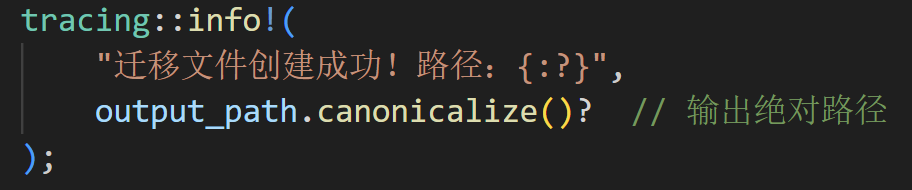 tracing::info!(
"迁移文件创建成功！路径：{:?}",
output_path.canonicalize()?  // 输出绝对路径
);